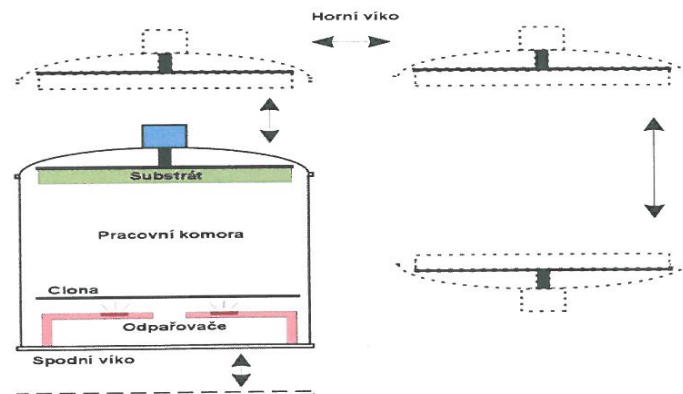 Horní víko
Substrát
Pracovní komora
Clona
Odpařovače
Spodní víko